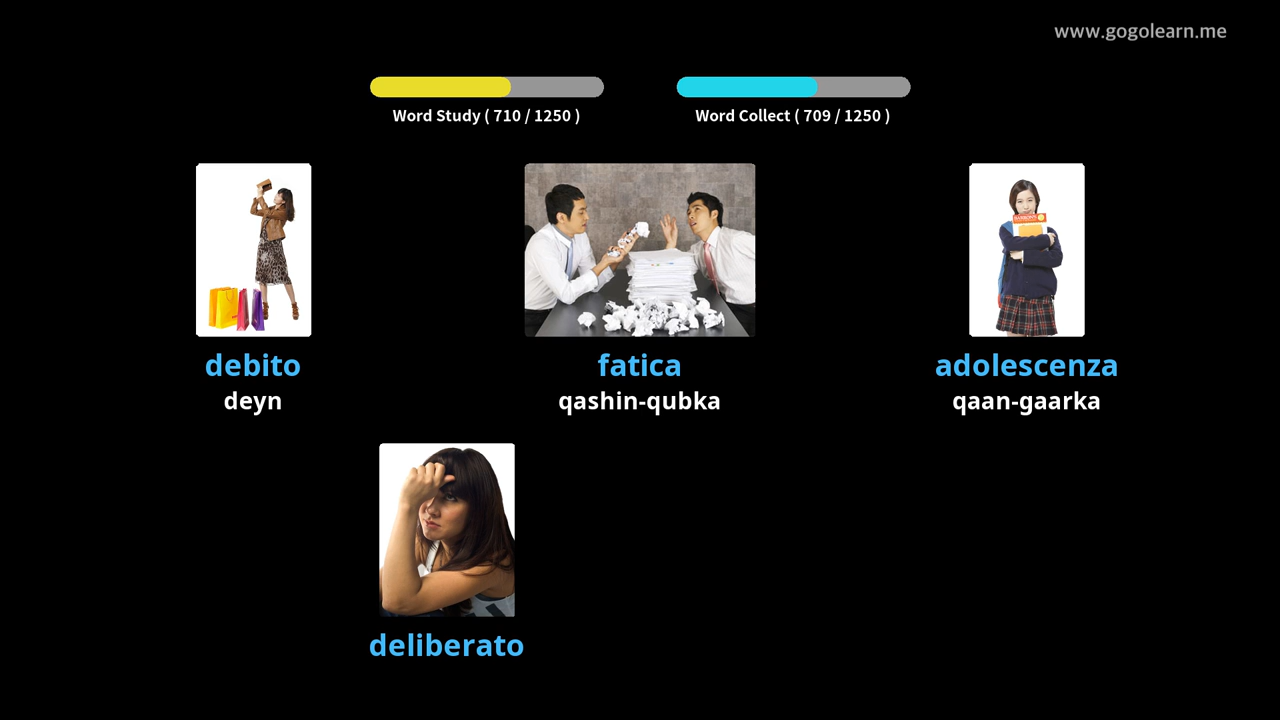 www.gogolearn.me
Word Study ( 710 / 1250 )
Word Collect ( 709 / 1250 )
debito
deyn
fatica
qashin-qubka
adolescenza
qaan-gaarka
deliberato